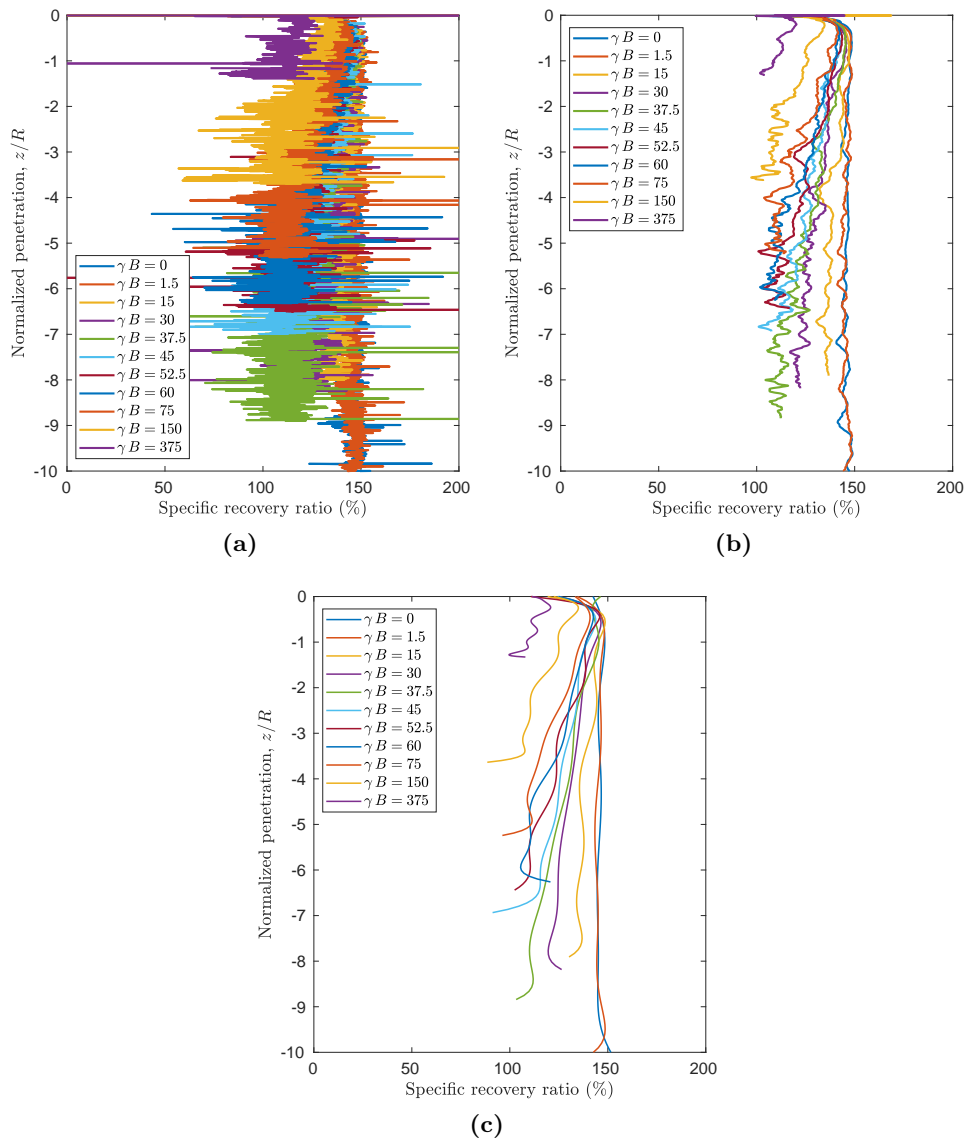 0
-1
-2
-3
-4
-5
-6
-7
-8
-9
-10
Normalized penetration, z/R
γ B = 0
γ B = 1.5
γ B = 15
γ B = 30
γ B = 37.5
γ B = 45
γ B = 52.5
γ B = 60
γ B = 75
γ B = 150
γ B = 375
0 50 100 150 200
Specific recovery ratio (%)
(a)
0
-1
-2
-3
-4
-5
-6
-7
-8
-9
-10
Normalized penetration, z/R
γ B = 0
γ B = 1.5
γ B = 15
γ B = 30
γ B = 37.5
γ B = 45
γ B = 52.5
γ B = 60
γ B = 75
γ B = 150
γ B = 375
0 50 100 150 200
Specific recovery ratio (%)
(b)
0
-1
-2
-3
-4
-5
-6
-7
-8
-9
-10
Normalized penetration, z/R
γ B = 0
γ B = 1.5
γ B = 15
γ B = 30
γ B = 37.5
γ B = 45
γ B = 52.5
γ B = 60
γ B = 75
γ B = 150
γ B = 375
0 50 100 150 200
Specific recovery ratio (%)
(c)